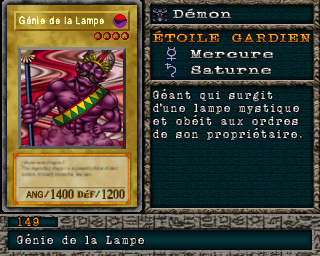 Génie de la Lampe
ANG/1400 DéF/1200
Démon
ÉTOILE GARDIEN
Mercure
Saturne
Géant qui surgit
d'une lampe mystique
et obéit aux ordres
de son propriétaire.
149
Génie de la Lampe